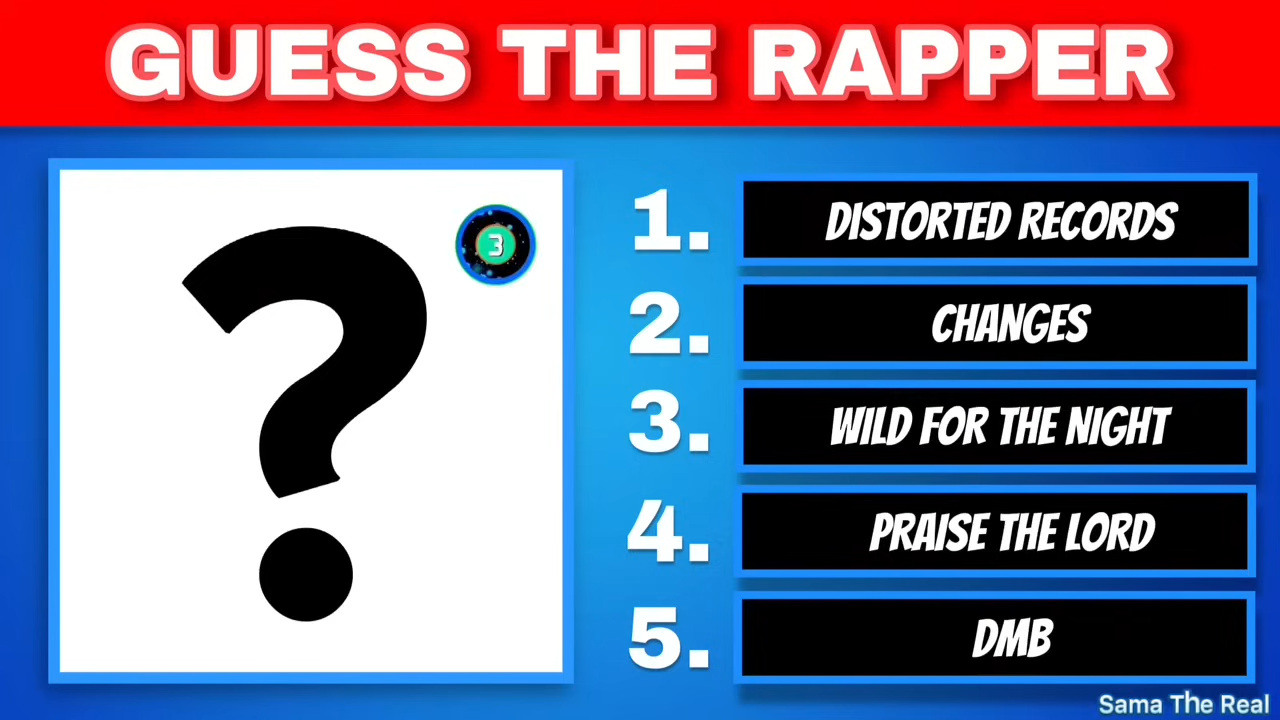 GUESS THE RAPPER
3
1. DISTORTED RECORDS
2. CHANGES
3. WILD FOR THE NIGHT
4. PRAISE THE LORD
5. DMB
Sama The Real